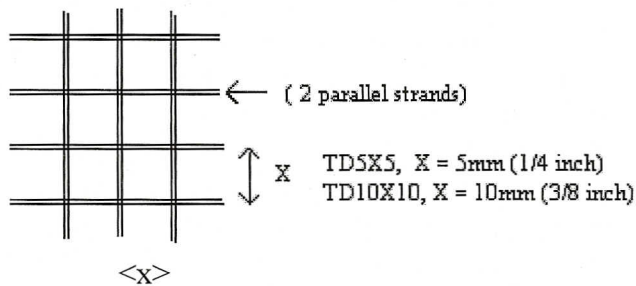 ( 2 parallel strands)
X
TD5X5, X = 5mm (1/4 inch)
TD10X10, X = 10mm (3/8 inch)
<x>